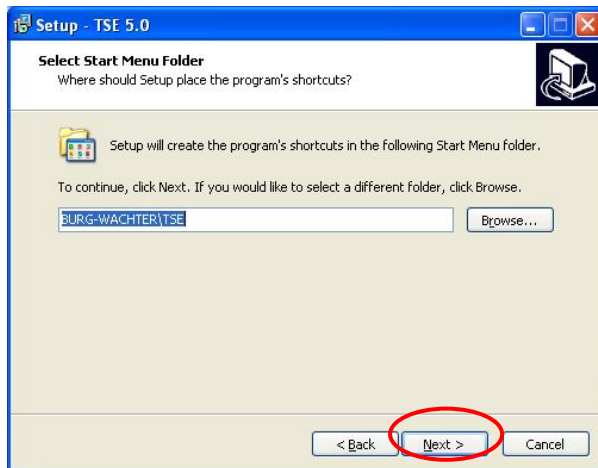 Setup - TSE 5.0
Select Start Menu Folder
Where should Setup place the program's shortcuts?
Setup will create the program's shortcuts in the following Start Menu folder.
To continue, click Next. If you would like to select a different folder, click Browse.
BURG-WACHTER\TSE
Browse...
< Back
Next >
Cancel